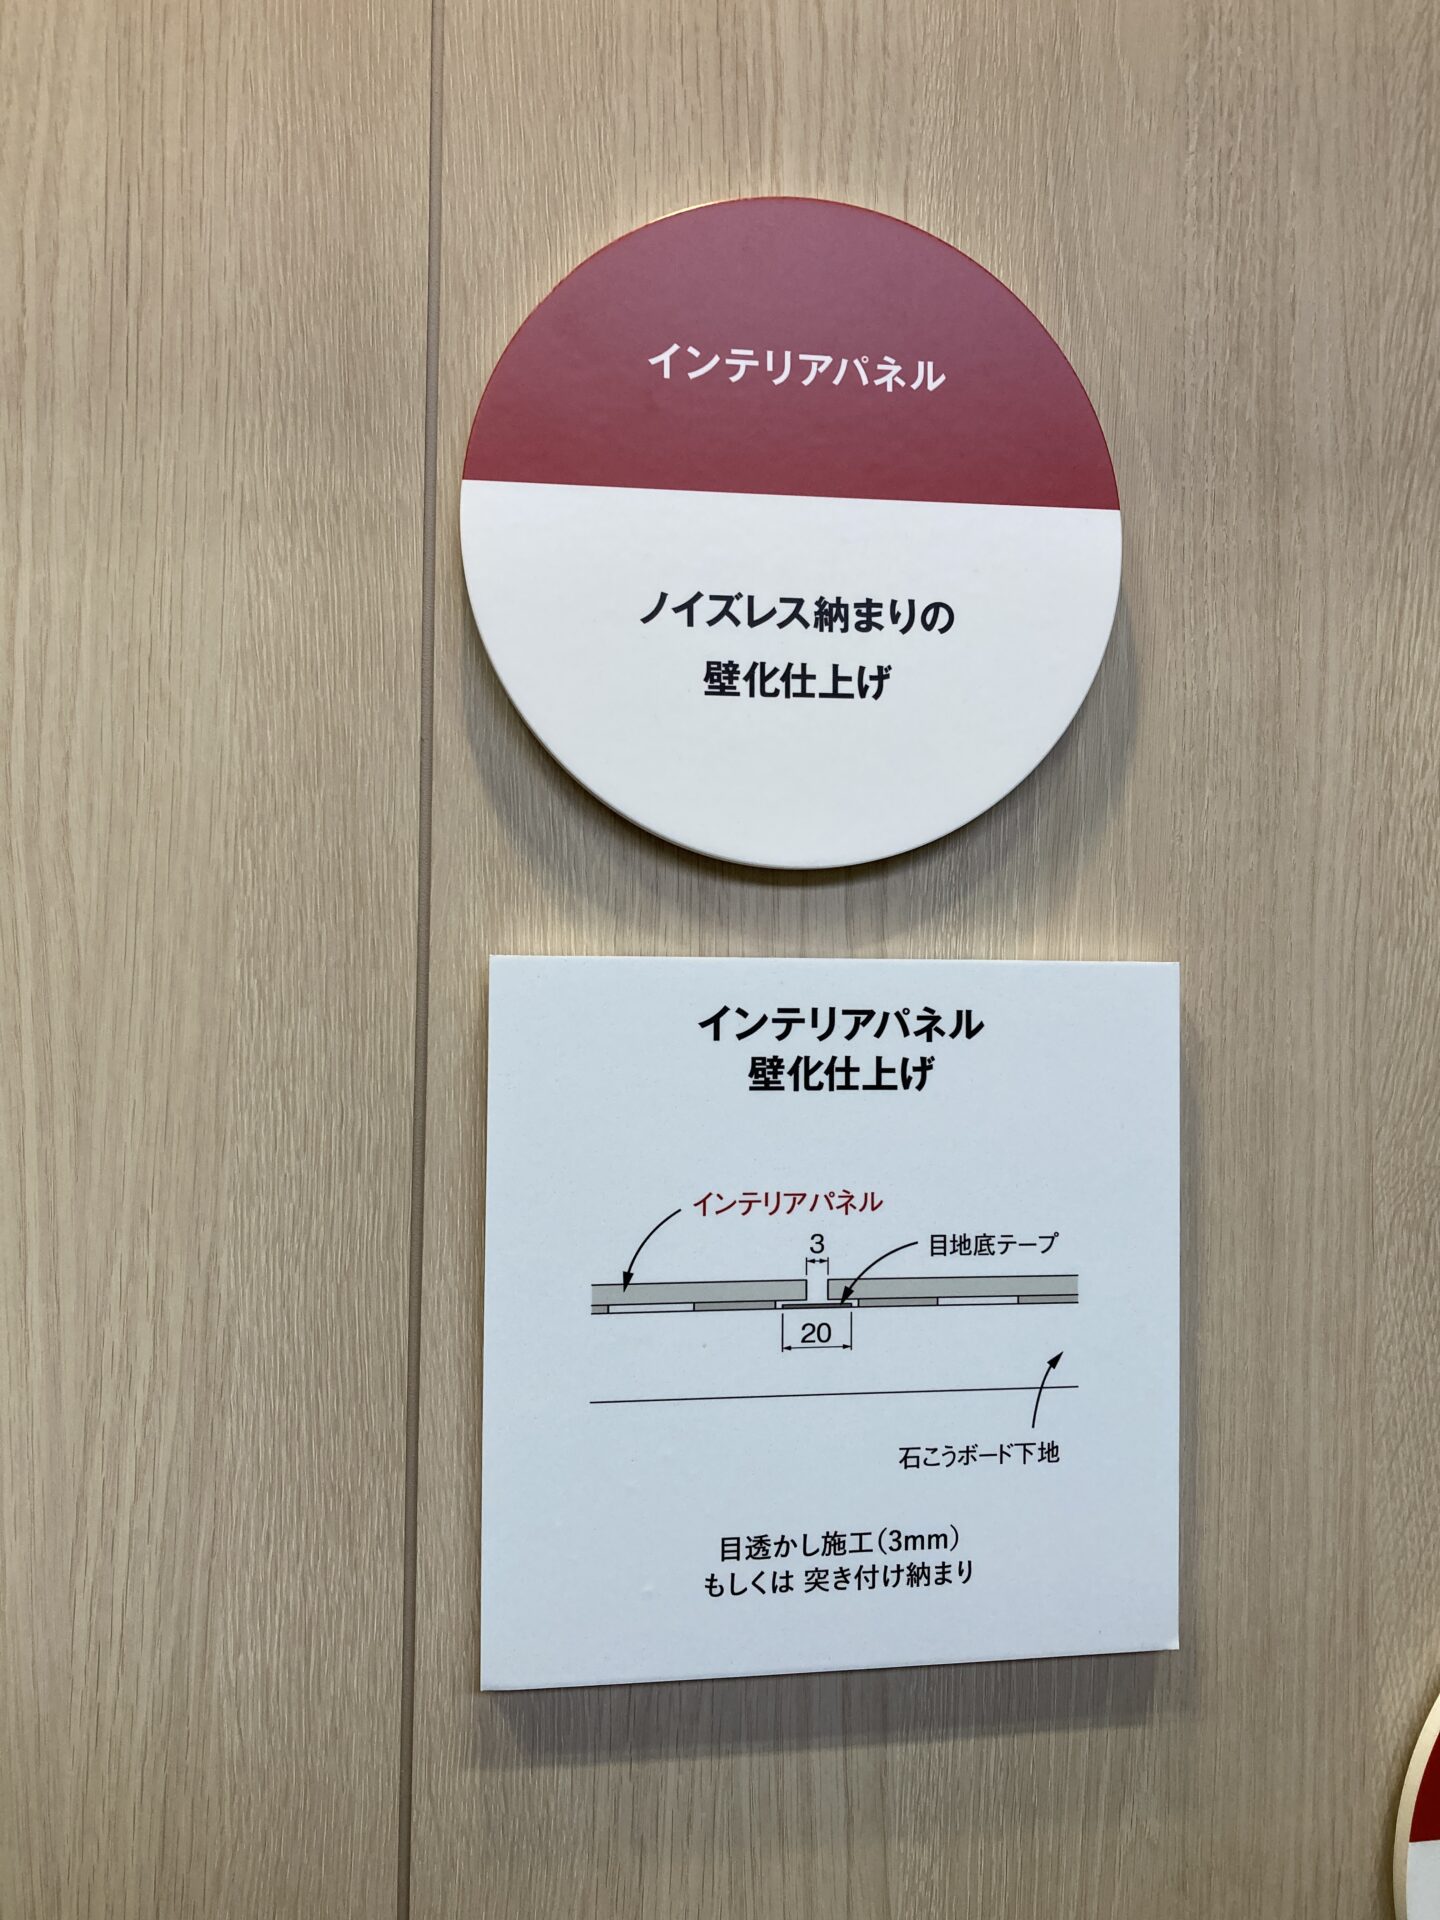 インテリアパネル
ノイズレス納まりの
壁化仕上げ
インテリアパネル
壁化仕上げ
インテリアパネル
3
目地底テープ
20
石こうボード下地
目透かし施工(3mm)
もしくは 突き付け納まり